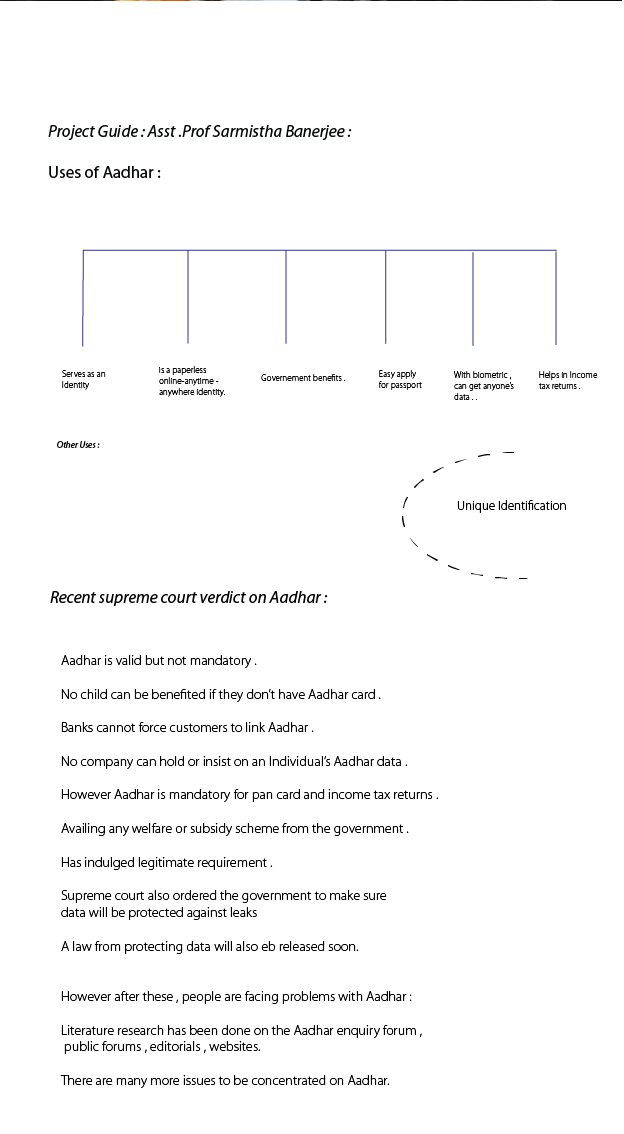 Project Guide : Asst .Prof Sarmistha Banerjee :
Uses of Aadhar :
Serves as an
Identity
Is a paperless
online-anytime -
anywhere identity.
Governement benefits .
Easy apply
for passport
With biometric ,
can get anyone's
data . .
Helps in Income
tax returns .
Other Uses :
Unique Identification
Recent supreme court verdict on Aadhar :
Aadhar is valid but not mandatory .
No child can be benefited if they don't have Aadhar card .
Banks cannot force customers to link Aadhar .
No company can hold or insist on an Individual's Aadhar data .
However Aadhar is mandatory for pan card and income tax returns .
Availing any welfare or subsidy scheme from the government .
Has indulged legitimate requirement .
Supreme court also ordered the government to make sure
data will be protected against leaks
A law from protecting data will also eb released soon.
However after these , people are facing problems with Aadhar :
Literature research has been done on the Aadhar enquiry forum ,
public forums , editorials , websites.
There are many more issues to be concentrated on Aadhar.